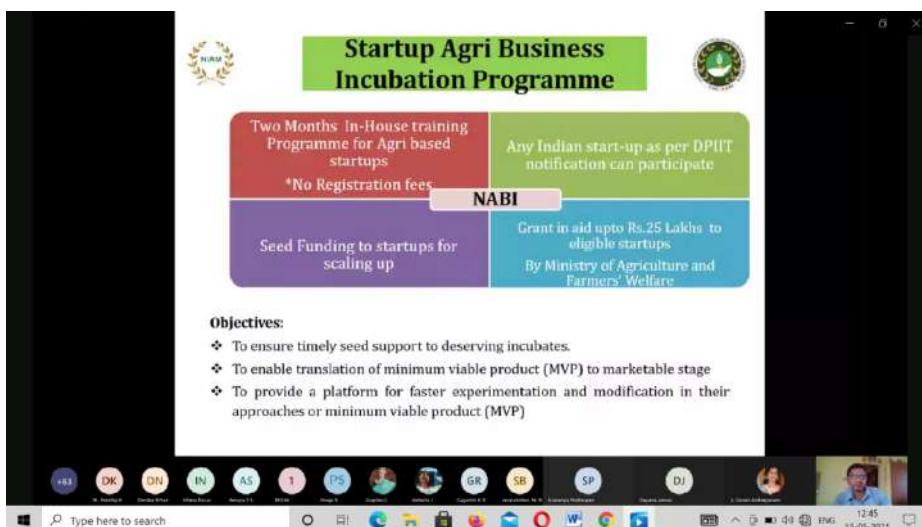 Startup Agri Business
Incubation Programme
NIAM
Two Months In-House training
Programme for Agri based
startups
*No Registration fees
Any Indian start-up as per DPIIT
notification can participate
NABI
Seed Funding to startups for
scaling up
Grant in aid upto Rs.25 Lakhs to
eligible startups
By Ministry of Agriculture and
Farmers' Welfare
Objectives:
❖ To ensure timely seed support to deserving incubates.
❖ To enable translation of minimum viable product (MVP) to marketable stage
❖ To provide a platform for faster experimentation and modification in their
approaches or minimum viable product (MVP)
+63 DK DN IN AS 1 PS GR SB SP DJ
Type here to search
ENG
12:45